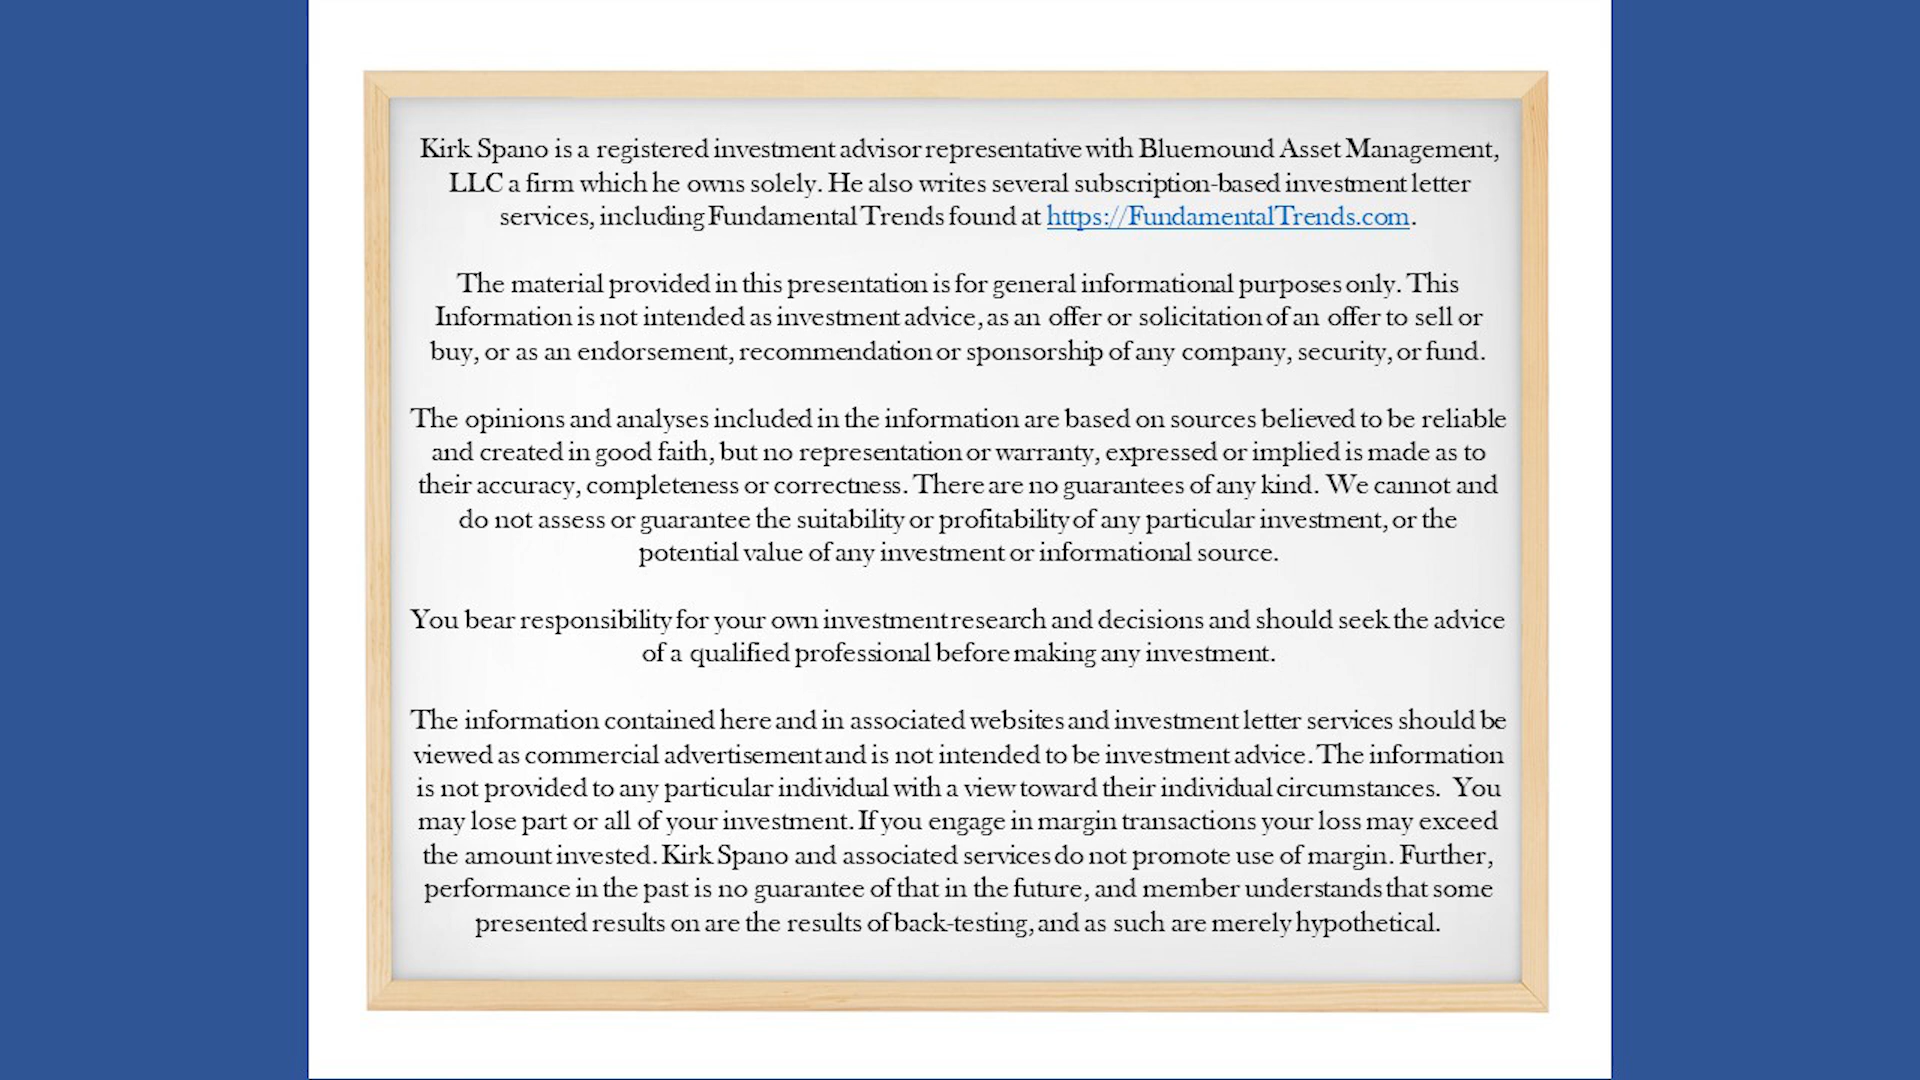 Kirk Spano is a registered investment advisor representative with Bluemound Asset Management,
LLC a firm which he owns solely. He also writes several subscription-based investment letter
services, including Fundamental Trends found at https://FundamentalTrends.com.
The material provided in this presentation is for general informational purposes only. This
Information is not intended as investment advice, as an offer or solicitation of an offer to sell or
buy, or as an endorsement, recommendation or sponsorship of any company, security, or fund.
The opinions and analyses included in the information are based on sources believed to be reliable
and created in good faith, but no representation or warranty, expressed or implied is made as to
their accuracy, completeness or correctness. There are no guarantees of any kind. We cannot and
do not assess or guarantee the suitability or profitability of any particular investment, or the
potential value of any investment or informational source.
You bear responsibility for your own investment research and decisions and should seek the advice
of a qualified professional before making any investment.
The information contained here and in associated websites and investment letter services should be
viewed as commercial advertisement and is not intended to be investment advice. The information
is not provided to any particular individual with a view toward their individual circumstances. You
may lose part or all of your investment. If you engage in margin transactions your loss may exceed
the amount invested. Kirk Spano and associated services do not promote use of margin. Further,
performance in the past is no guarantee of that in the future, and member understands that some
presented results on are the results of back-testing, and as such are merely hypothetical.